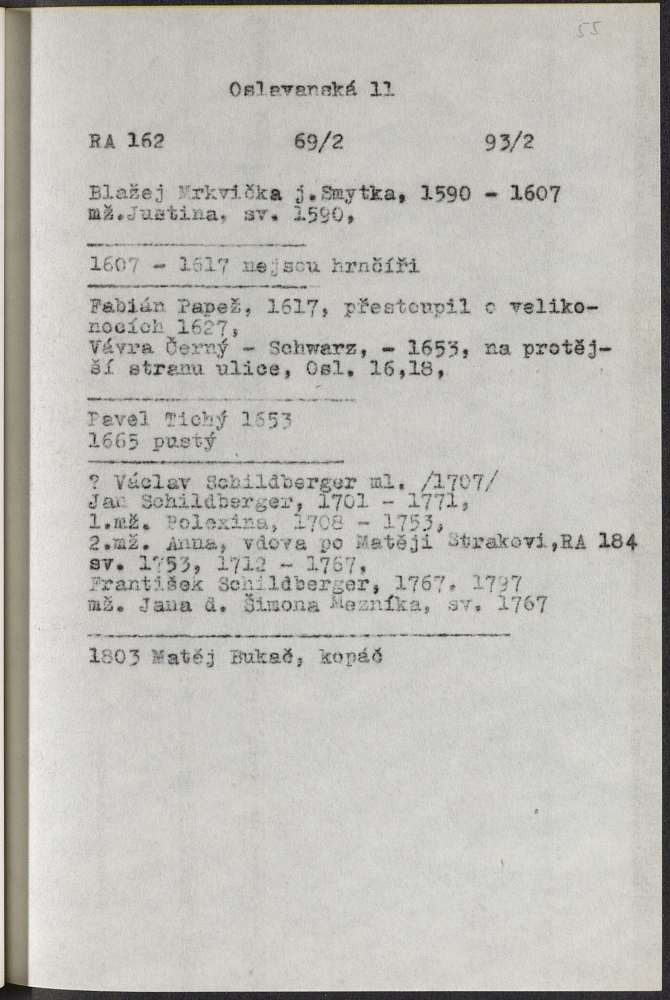 55
Oslavanská 11
RA 162 69/2 93/2
Blažej Mrkvička j.Smytka, 1590 - 1607
mž.Justina, sv. 1590,
1607 - 1617 nejsou hrnčíři
Fabián Papež, 1617, přestoupil o veliko-
nocích 1627,
Vávra Černý - Schwarz, - 1653, na protěj-
ší stranu ulice, Osl. 16,18,
Pavel Tichý 1653
1665 pustý
? Václav Schildberger ml. /1707/
Jan Schildberger, 1701 - 1771,
1.mž. Polexina, 1708 - 1753,
2.mž. Anna, vdova po Matěji Strakovi,RA 184
sv. 1753, 1712 - 1767,
František Schildberger, 1767. 1797
mž. Jana d. Šimona Mezníka, sv. 1767
1803 Matěj Bukač, kopáč